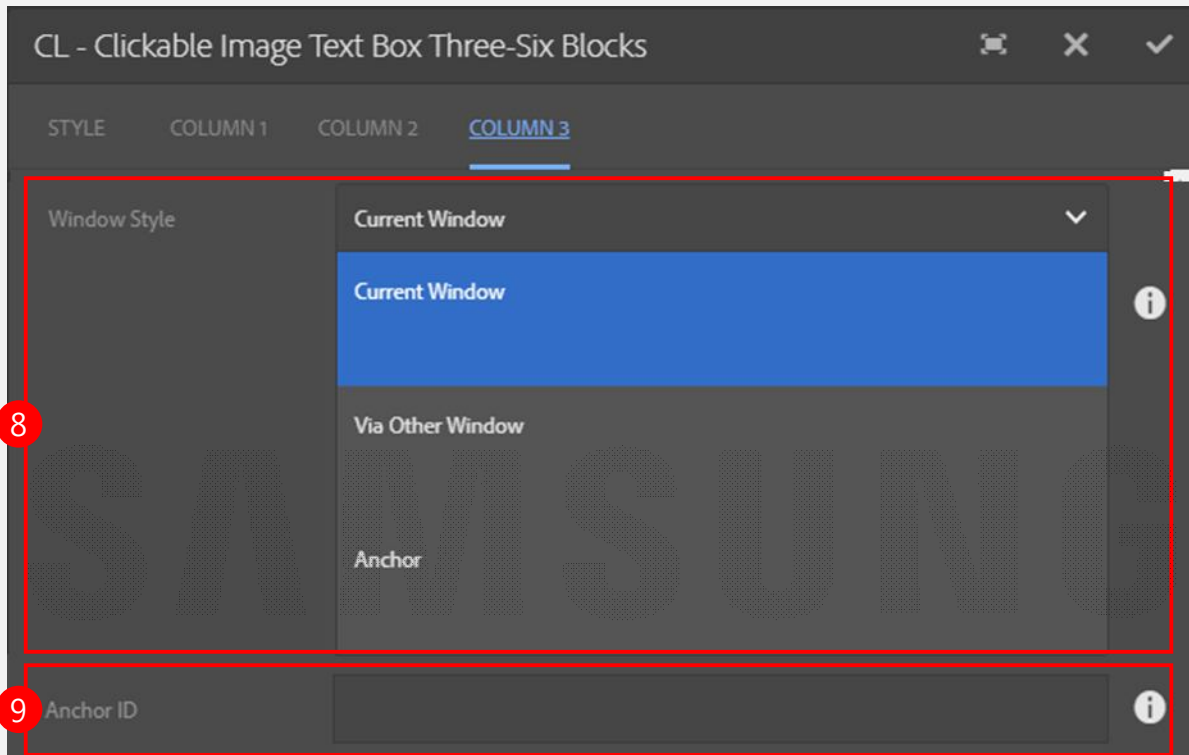 CL - Clickable Image Text Box Three-Six Blocks
STYLE COLUMN 1 COLUMN 2 COLUMN 3
Window Style Current Window
Current Window
8 Via Other Window
SAMSUNG
Anchor
9 Anchor ID